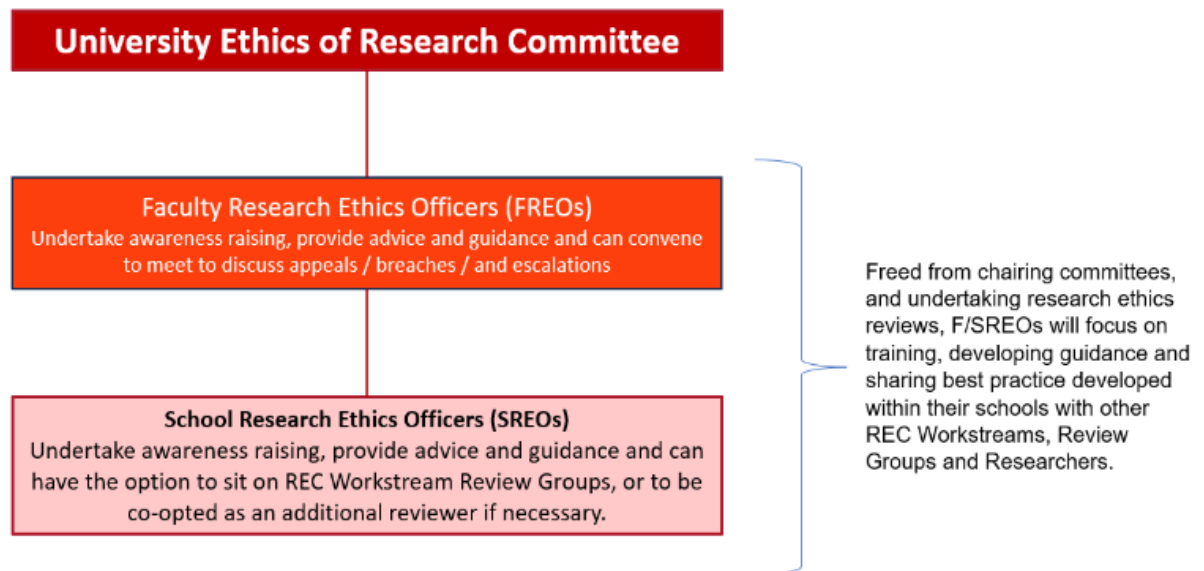 University Ethics of Research Committee
Faculty Research Ethics Officers (FREOs)
Undertake awareness raising, provide advice and guidance and can convene
to meet to discuss appeals / breaches / and escalations
School Research Ethics Officers (SREOs)
Undertake awareness raising, provide advice and guidance and can
have the option to sit on REC Workstream Review Groups, or to be
co-opted as an additional reviewer if necessary.
Freed from chairing committees,
and undertaking research ethics
reviews, F/SREOs will focus on
training, developing guidance and
sharing best practice developed
within their schools with other
REC Workstreams, Review
Groups and Researchers.